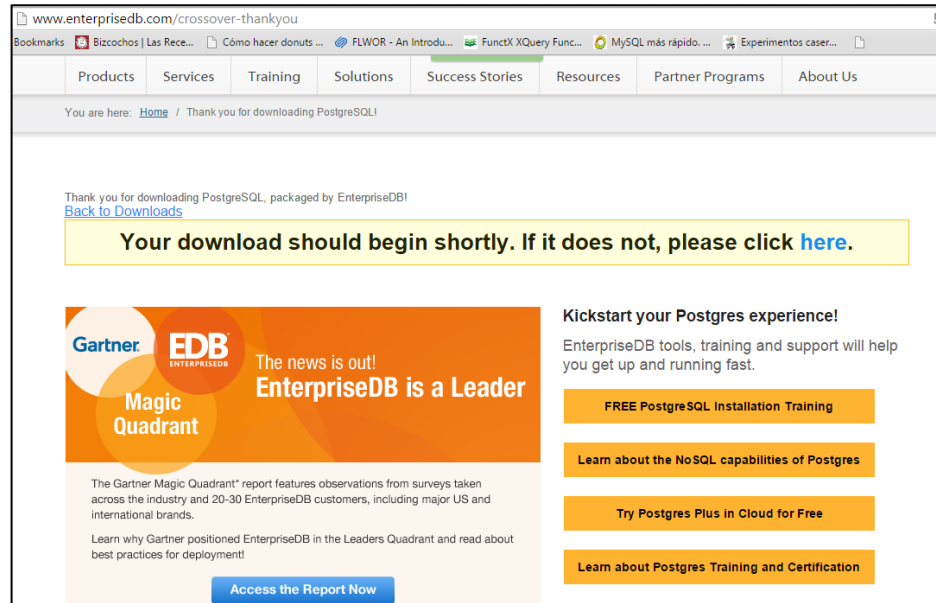 www.enterprisedb.com/crossover-thankyou
Bookmarks Bizcochos | Las Rece... Cómo hacer donuts ... FLWOR - An Introdu... FunctX XQuery Func... MySQL más rápido. ... Experimentos caser...
Products Services Training Solutions Success Stories Resources Partner Programs About Us
You are here: Home / Thank you for downloading PostgreSQL!
Thank you for downloading PostgreSQL, packaged by EnterpriseDB!
Back to Downloads
Your download should begin shortly. If it does not, please click here.
Gartner
EDB
ENTERPRISEDB
Magic
Quadrant
The news is out!
EnterpriseDB is a Leader
The Gartner Magic Quadrant* report features observations from surveys taken
across the industry and 20-30 EnterpriseDB customers, including major US and
international brands.
Learn why Gartner positioned EnterpriseDB in the Leaders Quadrant and read about
best practices for deployment!
Access the Report Now
Kickstart your Postgres experience!
EnterpriseDB tools, training and support will help
you get up and running fast.
FREE PostgreSQL Installation Training
Learn about the NoSQL capabilities of Postgres
Try Postgres Plus in Cloud for Free
Learn about Postgres Training and Certification